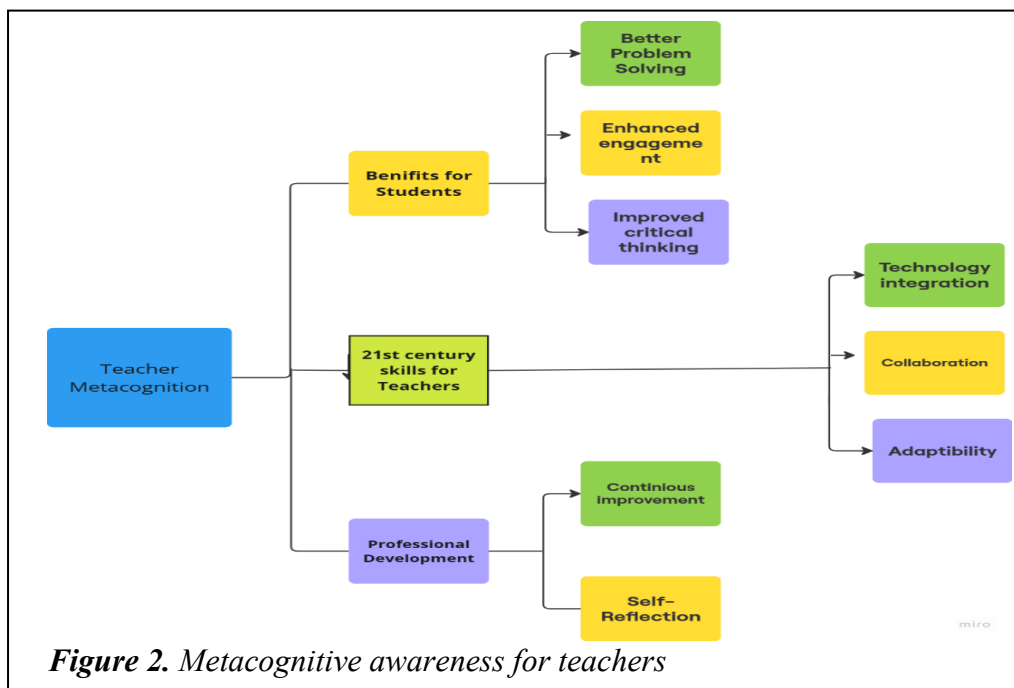 Better
Problem
Solving
Enhanced
engageme
nt
Benifits for
Students
Improved
critical
thinking
Technology
integration
Teacher
Metacognition
21st century
skills for
Teachers
Collaboration
Adaptibility
Continious
improvement
Professional
Development
Self-
Reflection
miro
Figure 2. Metacognitive awareness for teachers